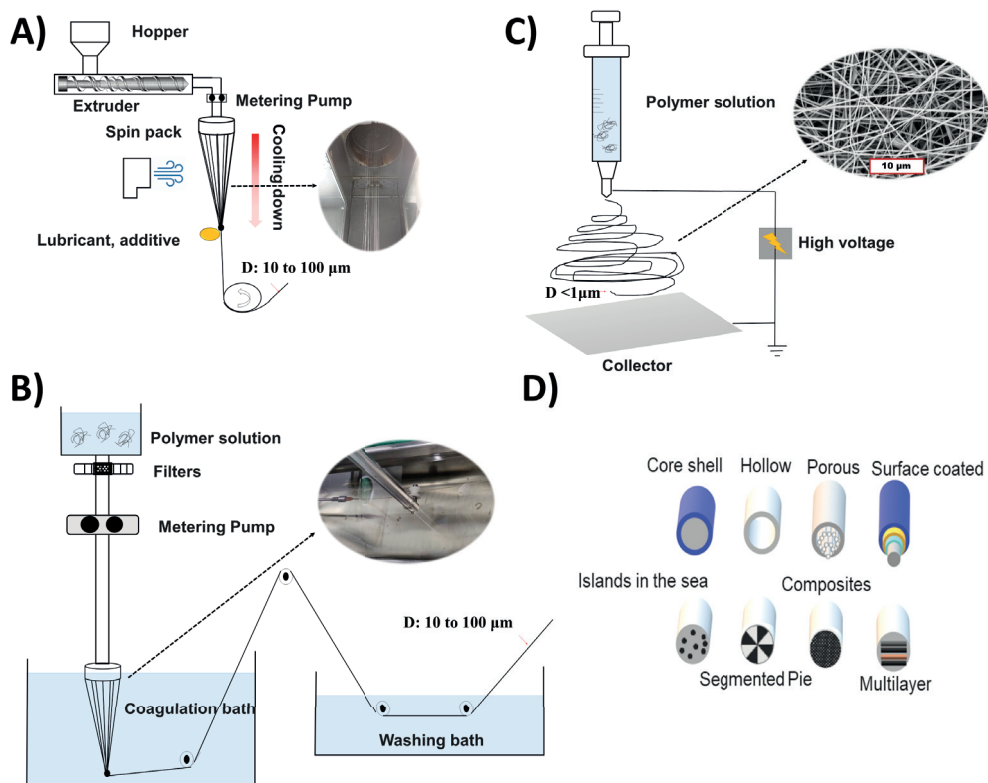 A)
Hopper
Extruder
Metering Pump
Spin pack
Cooling down
Lubricant, additive
D: 10 to 100 μm
B)
Polymer solution
Filters
Metering Pump
Coagulation bath
D: 10 to 100 μm
Washing bath
C)
Polymer solution
10 μm
High voltage
D <1μm
Collector
D)
Core shell
Hollow
Porous
Surface coated
Islands in the sea
Composites
Segmented Pie
Multilayer